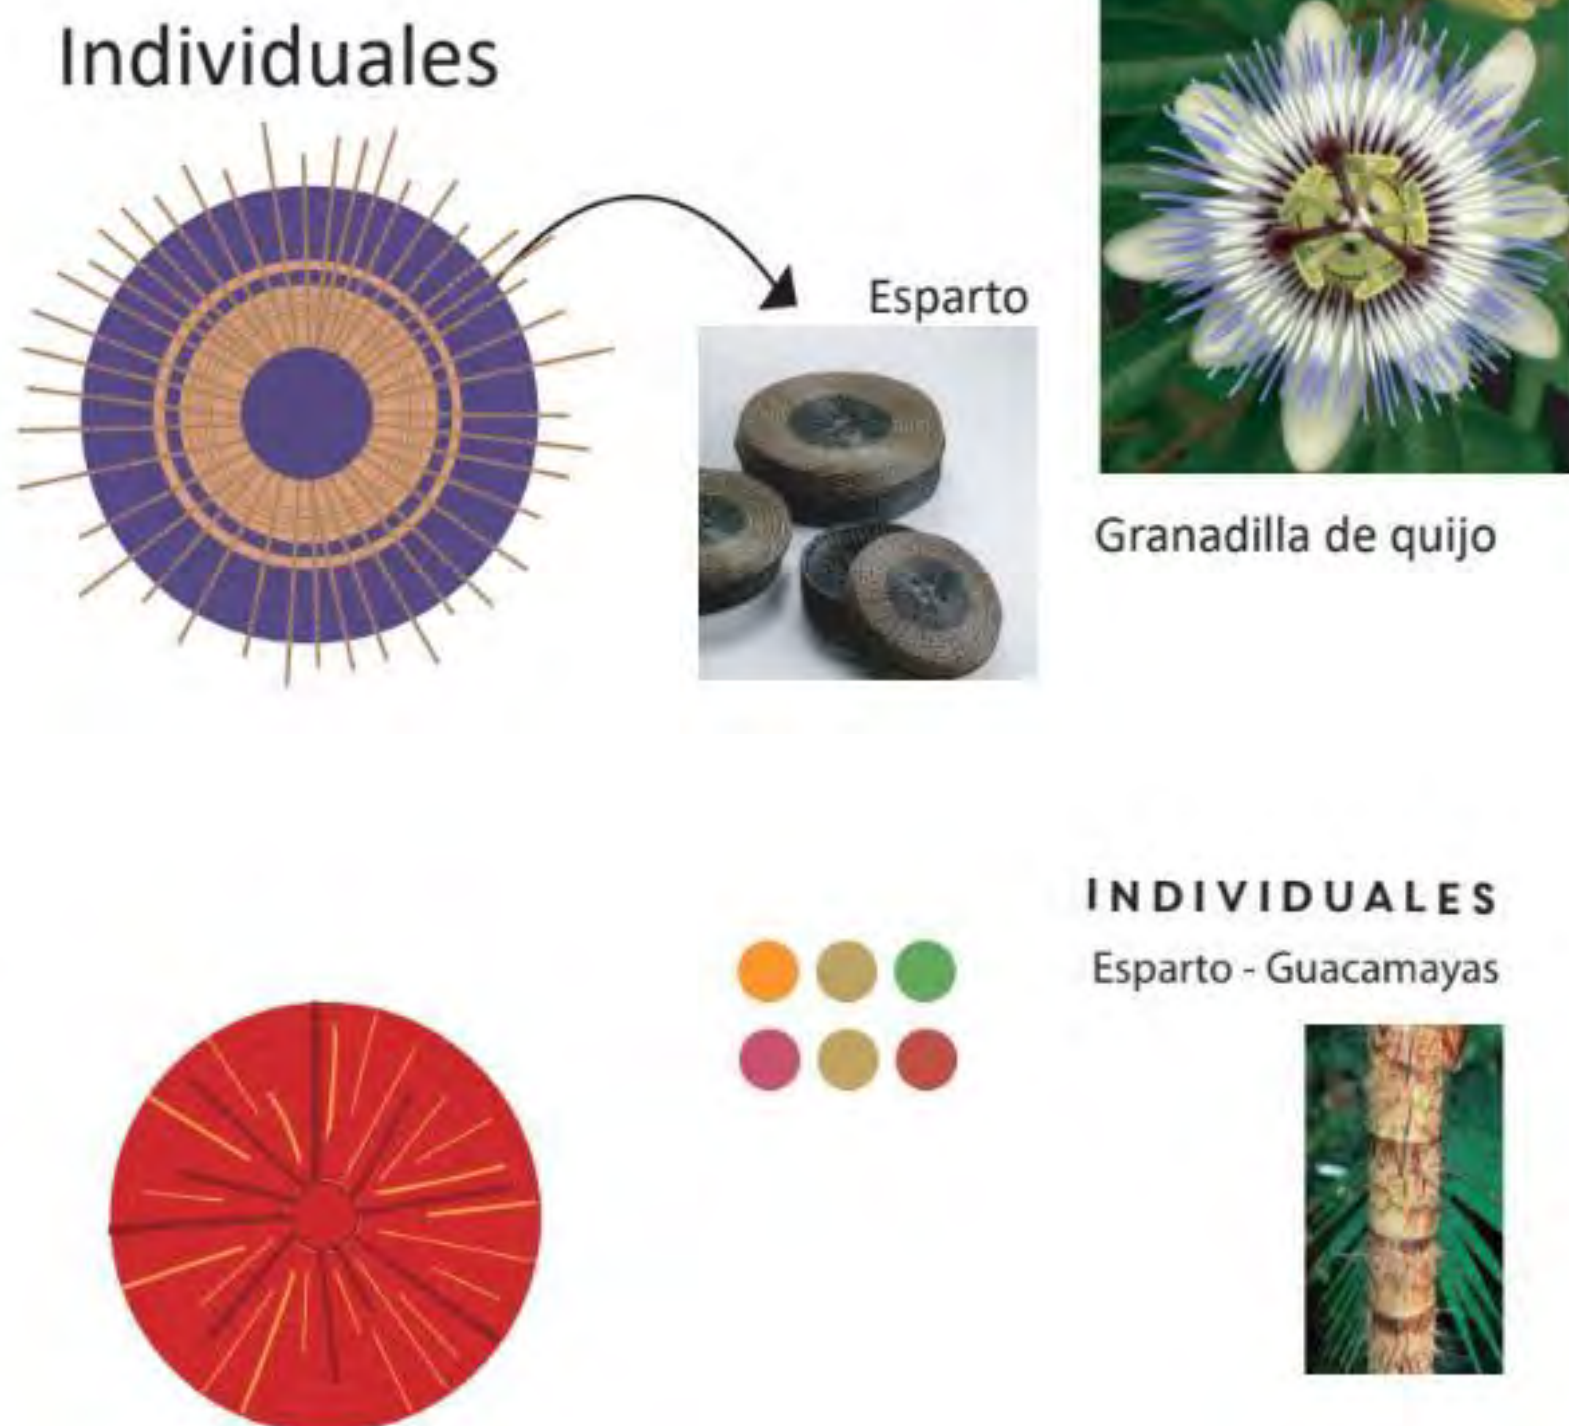 Individuales
Esparto
Granadilla de quijo
INDIVIDUALES
Esparto - Guacamayas